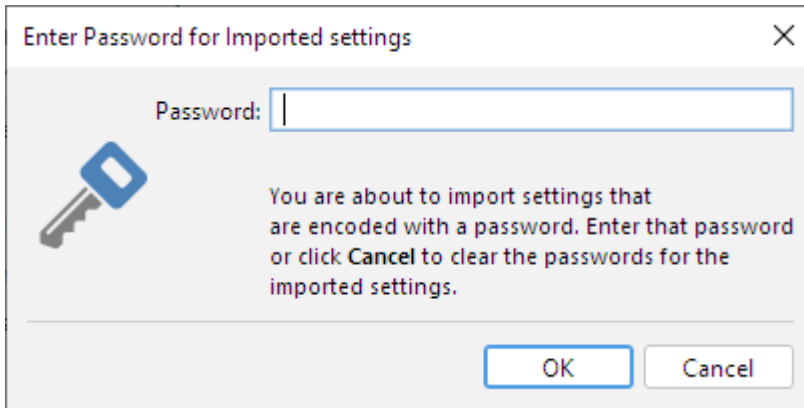 Enter Password for Imported settings
Password:
You are about to import settings that
are encoded with a password. Enter that password
or click Cancel to clear the passwords for the
imported settings.
OK
Cancel